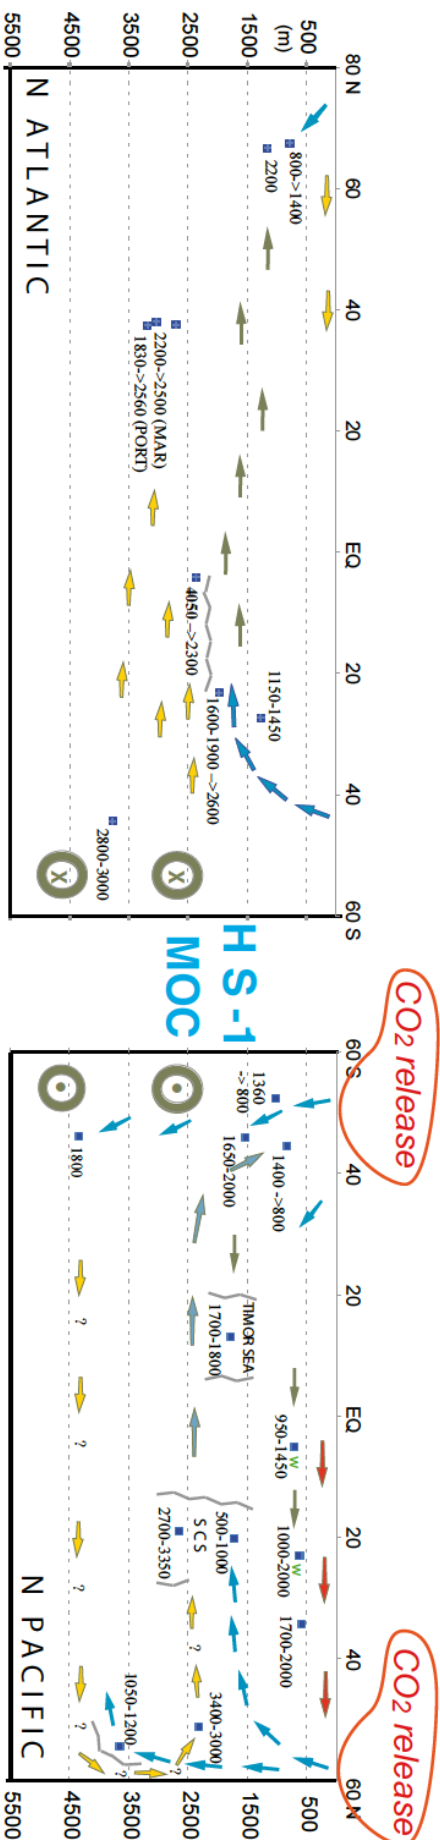 CO2 release
CO2 release
80 N 60 40 20 EQ 20 40 60 S
60 S 40 20 EQ 20 40 60 N
500
(m)
1500
2500
3500
4500
5500
800->1400
2200
1150-1450
1600-1900 ->2600
4050 ->2300
2200->2500 (MAR)
1830->2560 (PORT)
2800-3000
X
X
N ATLANTIC
HS-1
MOC
1360
-> 800
1400 ->800
1650-2000
1800
TIMOR SEA
1700-1800
950-1450
w
1000-2000
w
1700-2000
500-1000
S C S
2700-3350
3400-3000
1050-1200
?
?
?
?
?
?
?
?
N PACIFIC
500
1500
2500
3500
4500
5500